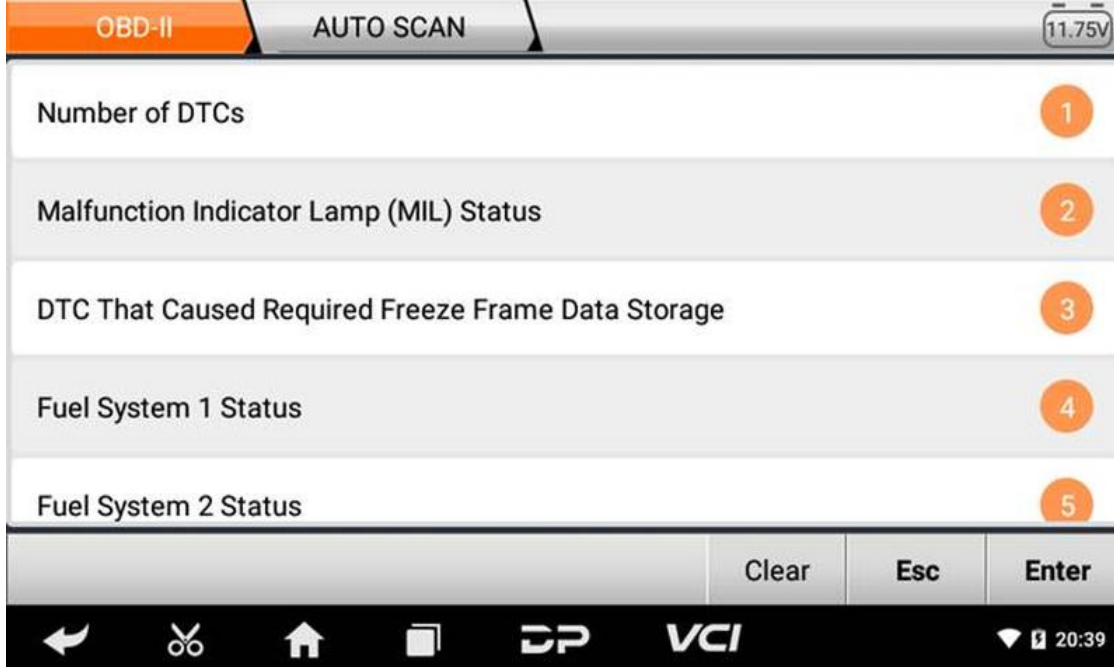 OBD-II AUTO SCAN 11.75V
Number of DTCs 1
Malfunction Indicator Lamp (MIL) Status 2
DTC That Caused Required Freeze Frame Data Storage 3
Fuel System 1 Status 4
Fuel System 2 Status 5
Clear Esc Enter
DP VCI 20:39